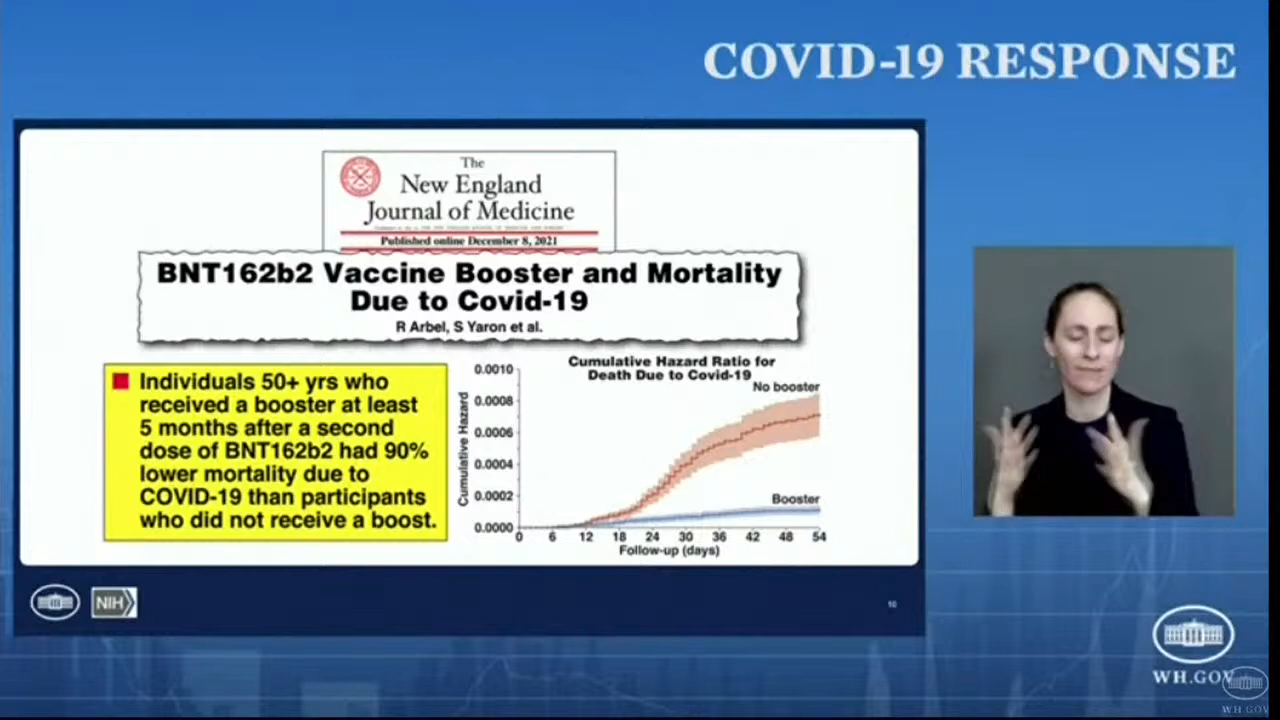 COVID-19 RESPONSE
The
New England
Journal of Medicine
Published online December 8, 2021
BNT162b2 Vaccine Booster and Mortality
Due to Covid-19
R Arbel, S Yaron et al.
Individuals 50+ yrs who
received a booster at least
5 months after a second
dose of BNT162b2 had 90%
lower mortality due to
COVID-19 than participants
who did not receive a boost.
Cumulative Hazard Ratio for
Death Due to Covid-19
No booster
Booster
Cumulative Hazard
0.0010
0.0008
0.0006
0.0004
0.0002
0.0000
0 6 12 18 24 30 36 42 48 54
Follow-up (days)
NIH
10
WH.GOV
WH.GOV